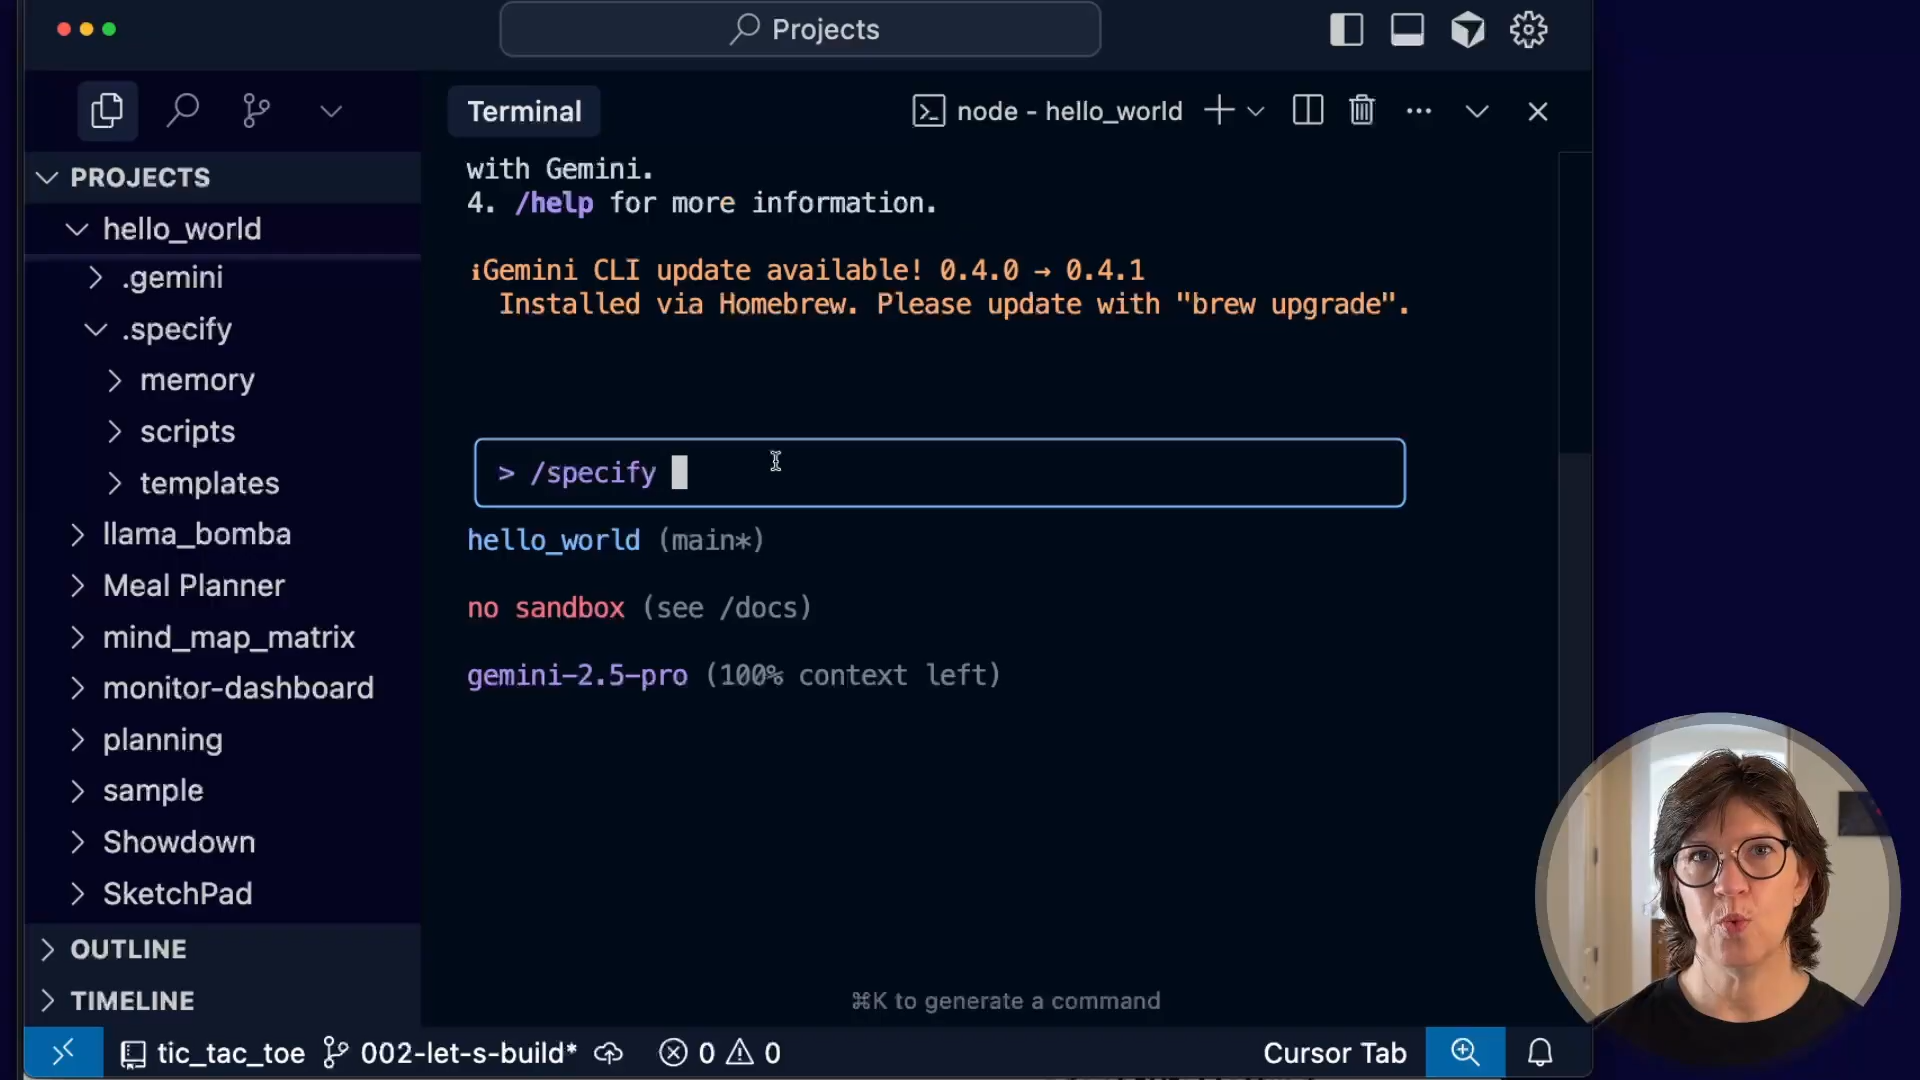 Projects
Terminal
node - hello_world
PROJECTS
hello_world
.gemini
.specify
memory
scripts
templates
llama_bomba
Meal Planner
mind_map_matrix
monitor-dashboard
planning
sample
Showdown
SketchPad
OUTLINE
TIMELINE
with Gemini.
4. /help for more information.
¡Gemini CLI update available! 0.4.0 → 0.4.1
Installed via Homebrew. Please update with "brew upgrade".
> /specify
hello_world (main*)
no sandbox (see /docs)
gemini-2.5-pro (100% context left)
⌘K to generate a command
tic_tac_toe 002-let-s-build* 0 0 Cursor Tab